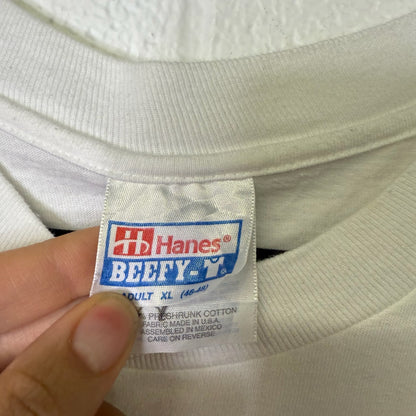 Hanes®
BEEFY-T
ADULT XL (46-48)
% PRESHRUNK COTTON
FABRIC MADE IN U.S.A.
ASSEMBLED IN MEXICO
CARE ON REVERSE